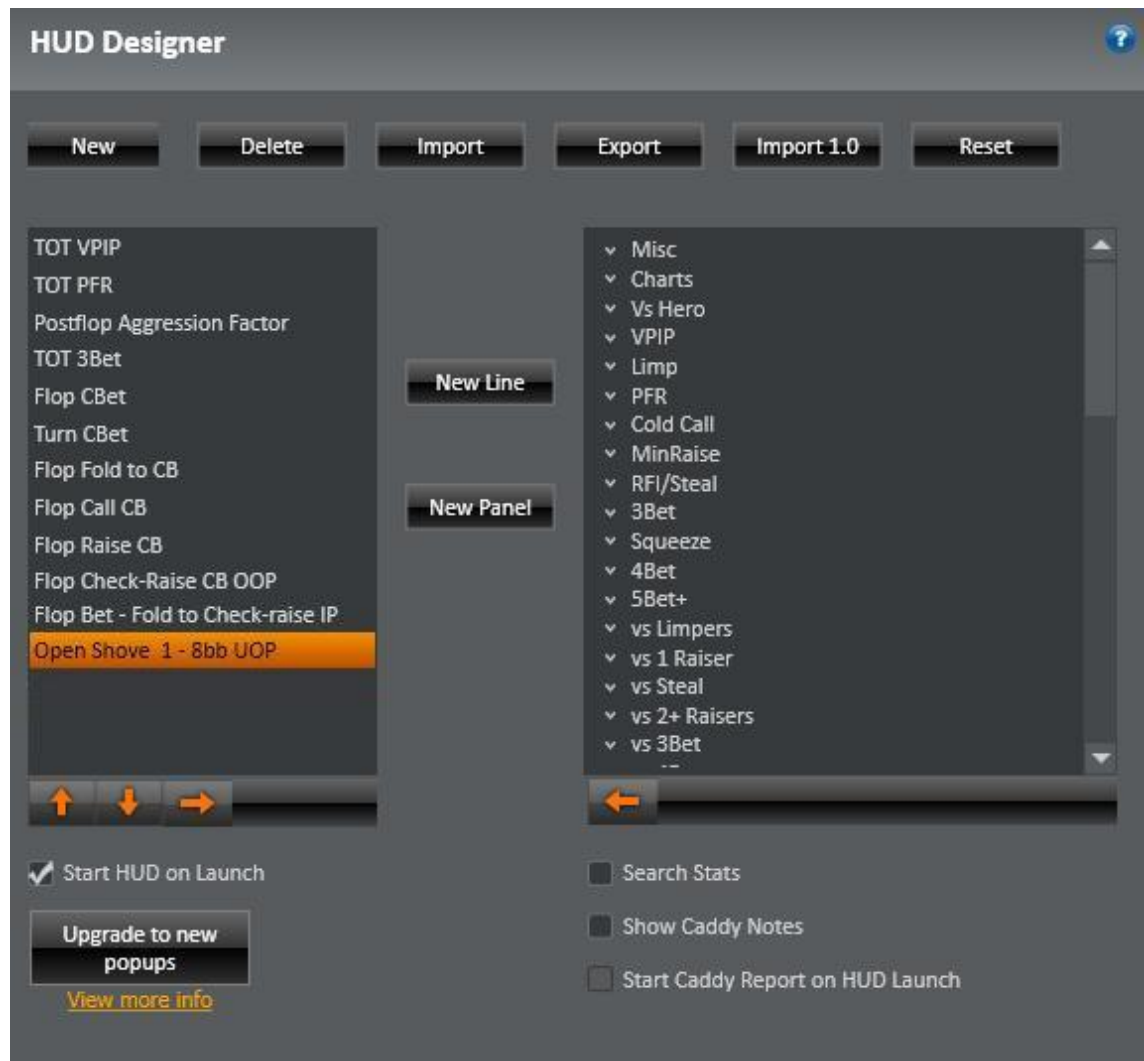 HUD Designer
?
New
Delete
Import
Export
Import 1.0
Reset
TOT VPIP
TOT PFR
Postflop Aggression Factor
TOT 3Bet
Flop CBet
Turn CBet
Flop Fold to CB
Flop Call CB
Flop Raise CB
Flop Check-Raise CB OOP
Flop Bet - Fold to Check-raise IP
Open Shove 1 - 8bb UOP
New Line
New Panel
Misc
Charts
Vs Hero
VPIP
Limp
PFR
Cold Call
MinRaise
RFI/Steal
3Bet
Squeeze
4Bet
5Bet+
vs Limpers
vs 1 Raiser
vs Steal
vs 2+ Raisers
vs 3Bet
Start HUD on Launch
Upgrade to new
popups
View more info
Search Stats
Show Caddy Notes
Start Caddy Report on HUD Launch